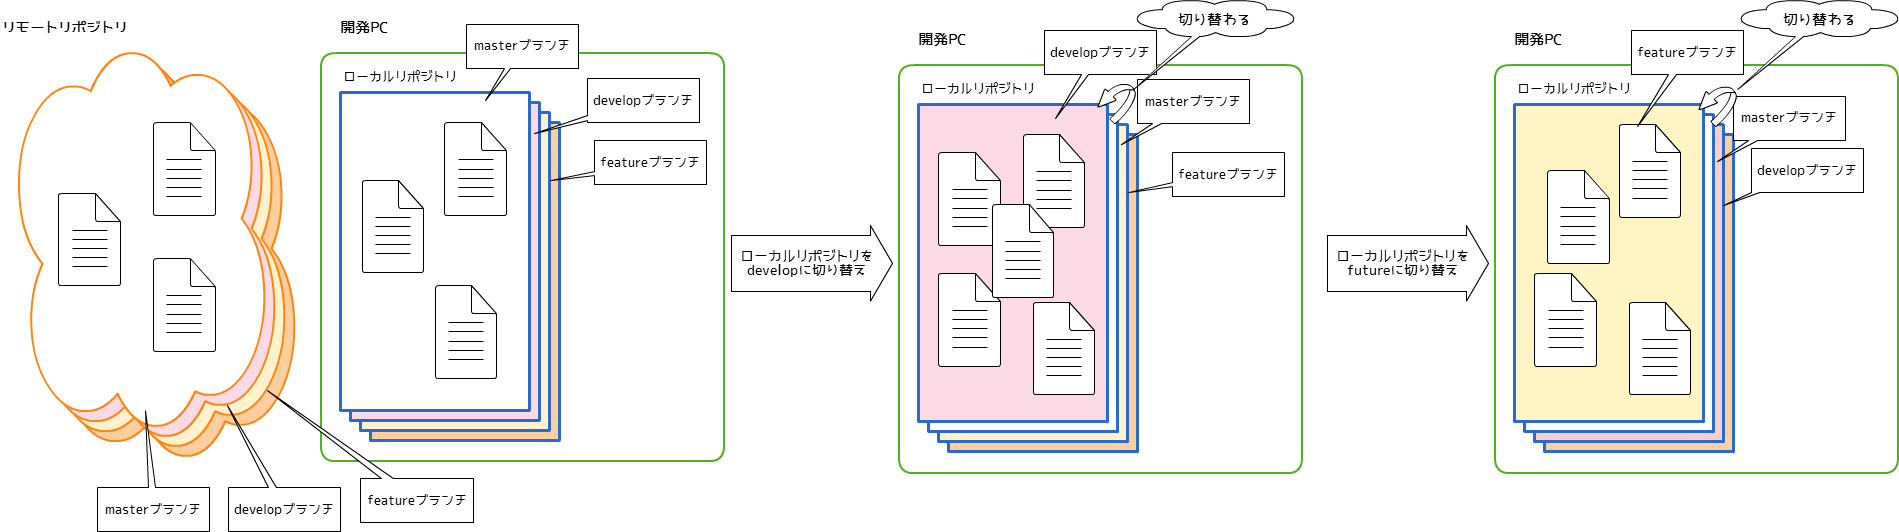 リモートリポジトリ
masterブランチ
developブランチ
featureブランチ
開発PC
ローカルリポジトリ
masterブランチ
developブランチ
featureブランチ
ローカルリポジトリを
developに切り替え
開発PC
ローカルリポジトリ
developブランチ
切り替わる
masterブランチ
featureブランチ
ローカルリポジトリを
futureに切り替え
開発PC
ローカルリポジトリ
featureブランチ
切り替わる
masterブランチ
developブランチ